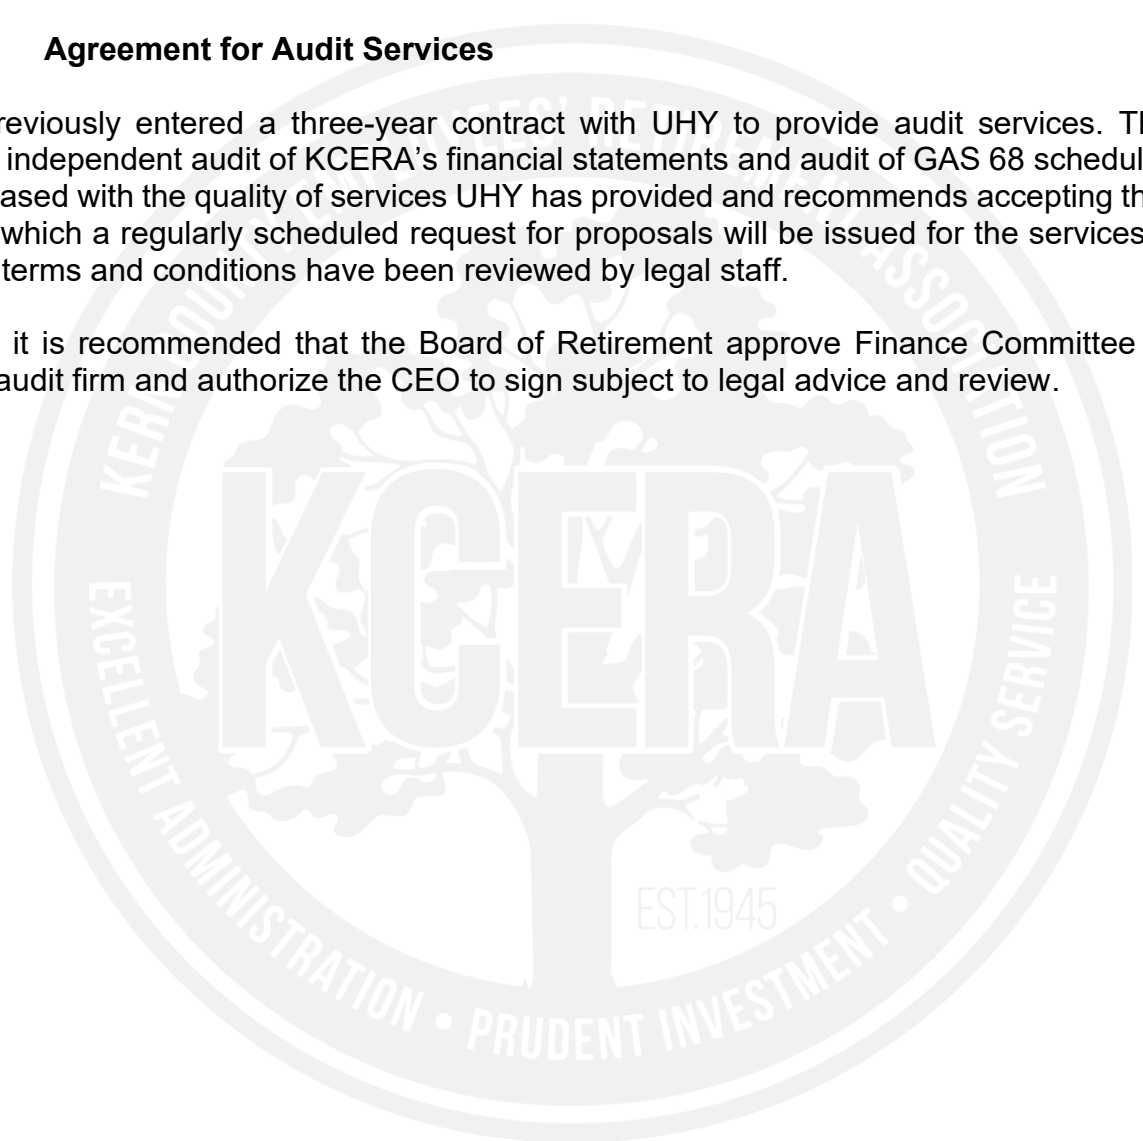 Agreement for Audit Services
reviously entered a three-year contract with UHY to provide audit services. Th
independent audit of KCERA’s financial statements and audit of GAS 68 schedul
ased with the quality of services UHY has provided and recommends accepting th
which a regularly scheduled request for proposals will be issued for the services
terms and conditions have been reviewed by legal staff.
it is recommended that the Board of Retirement approve Finance Committee
audit firm and authorize the CEO to sign subject to legal advice and review.
KERN COUNTY EMPLOYEES’ RETIREMENT ASSOCIATION
KCERA
EST.1945
EXCELLENT ADMINISTRATION • PRUDENT INVESTMENT • QUALITY SERVICE